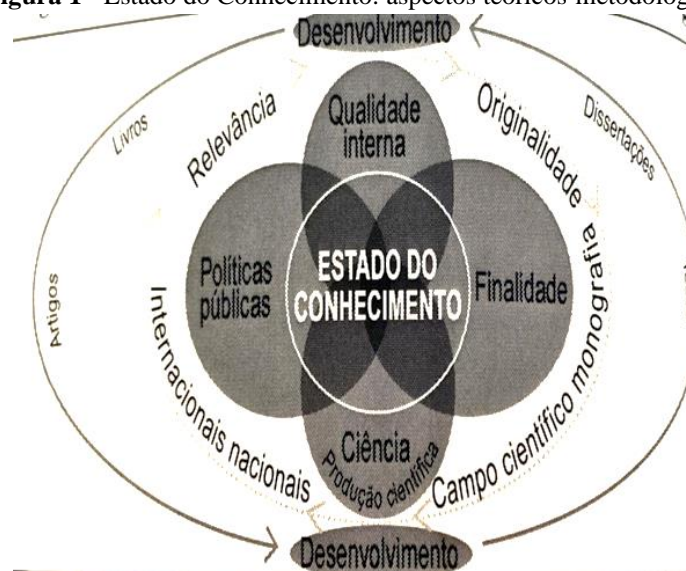 gura 1 - Estado do Conhecimento: aspectos teóricos-metodológ
Desenvolvimento
Livros
Relevância
Qualidade
interna
Originalidade
Dissertações
Artigos
Políticas
públicas
ESTADO DO
CONHECIMENTO
Finalidade
Internacionais nacionais
Ciência
Produção científica
Campo científico monografia
Desenvolvimento